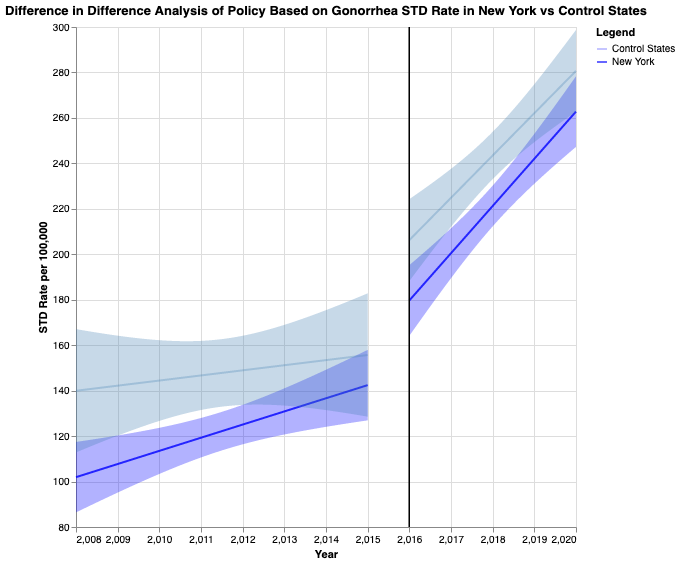 Difference in Difference Analysis of Policy Based on Gonorrhea STD Rate in New York vs Control States
Legend
Control States
New York
STD Rate per 100,000
300
280
260
240
220
200
180
160
140
120
100
80
2,008 2,009 2,010 2,011 2,012 2,013 2,014 2,015 2,016 2,017 2,018 2,019 2,020
Year